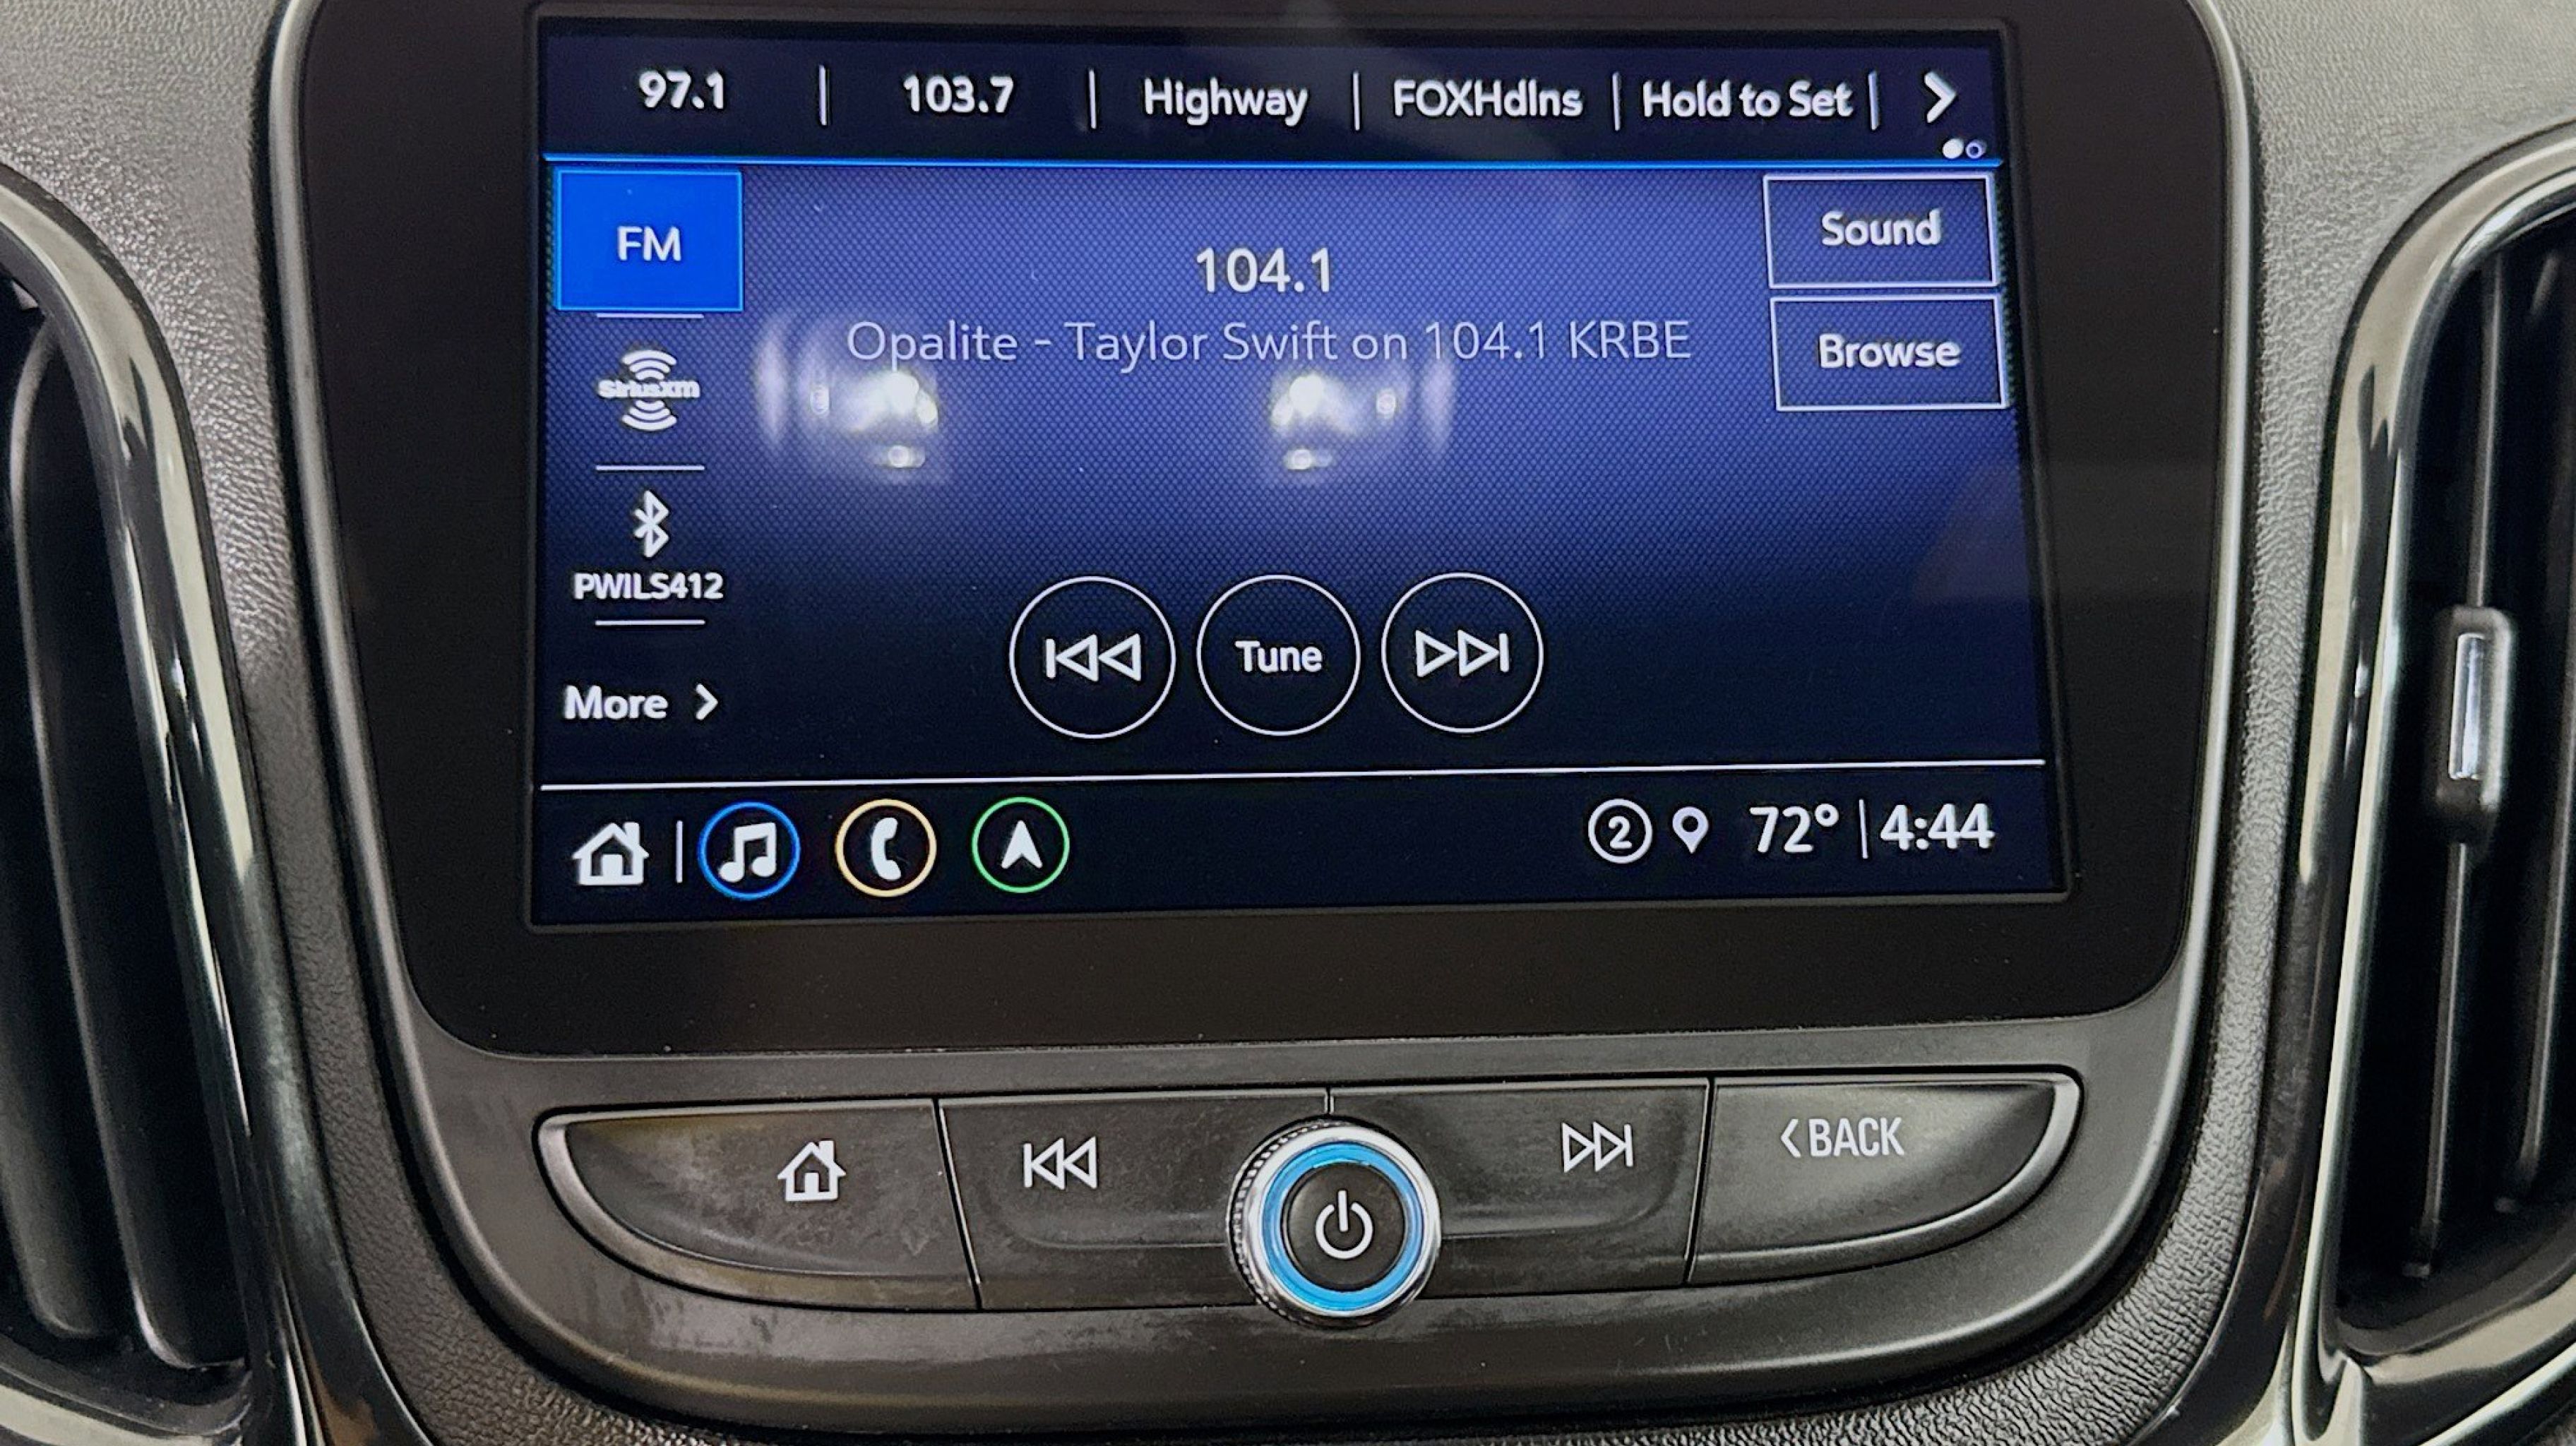 97.1 | 103.7 | Highway | FOXHdlns | Hold to Set |
FM
Sound
104.1
Opalite - Taylor Swift on 104.1 KRBE
Browse
SiriusXM
PWILS412
Tune
More
2 72° | 4:44
BACK